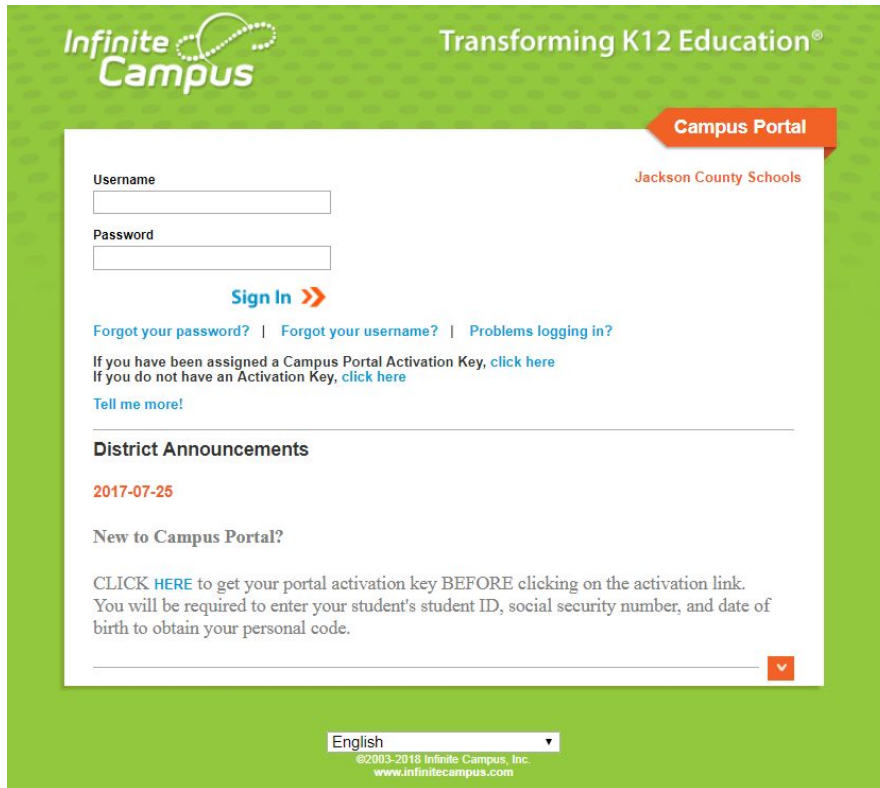 Infinite
Campus
Transforming K12 Education®
Campus Portal
Jackson County Schools
Username
Password
Sign In
Forgot your password? | Forgot your username? | Problems logging in?
If you have been assigned a Campus Portal Activation Key, click here
If you do not have an Activation Key, click here
Tell me more!
District Announcements
2017-07-25
New to Campus Portal?
CLICK HERE to get your portal activation key BEFORE clicking on the activation link.
You will be required to enter your student's student ID, social security number, and date of
birth to obtain your personal code.
English
©2003-2018 Infinite Campus, Inc.
www.infinitecampus.com